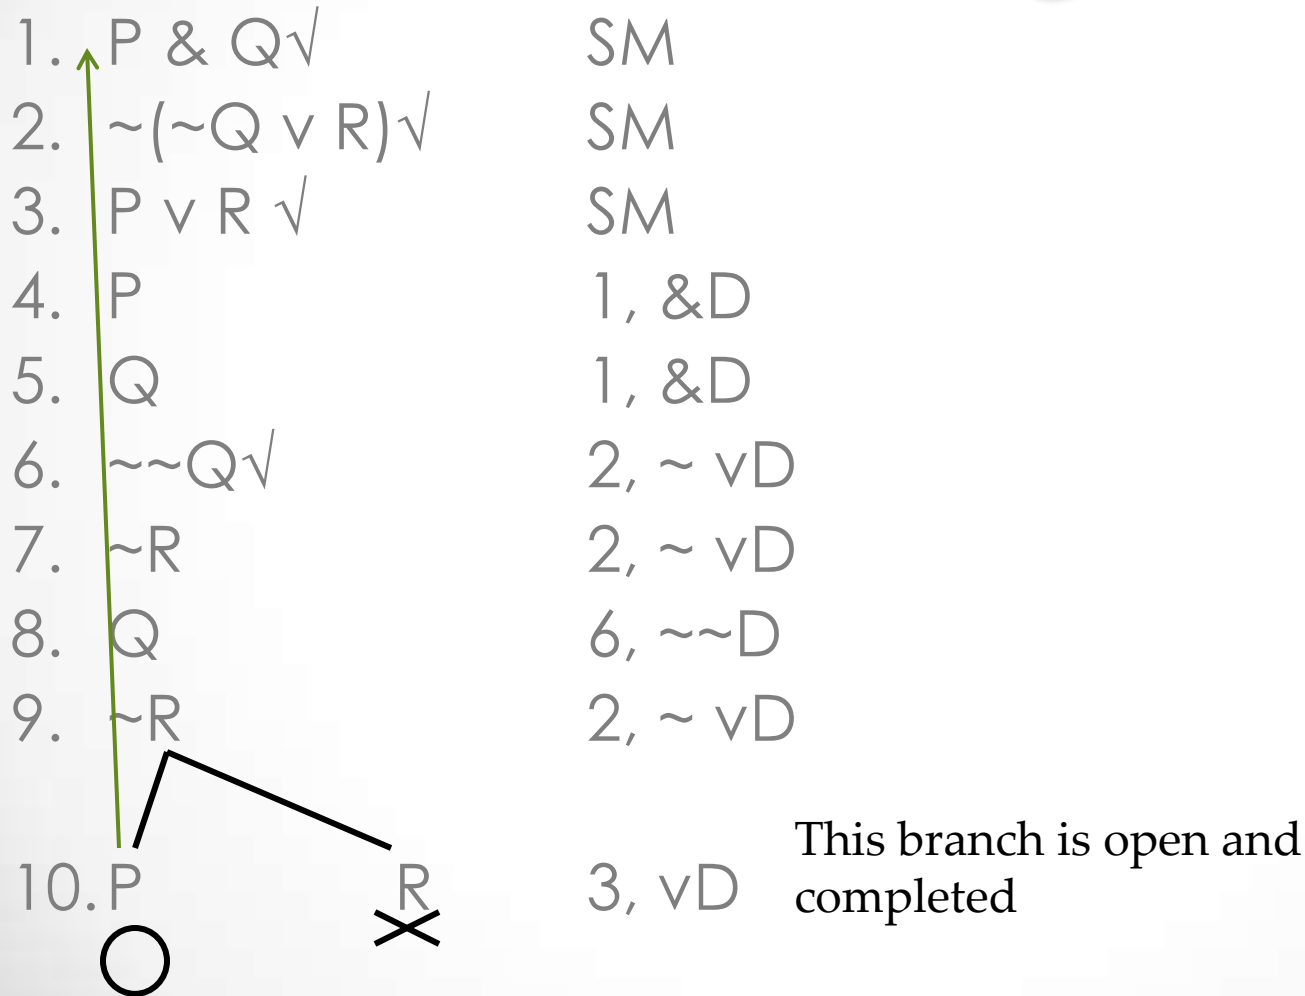 1. P & Q√ SM
2. ~(~Q v R)√ SM
3. P v R √ SM
4. P 1, &D
5. Q 1, &D
6. ~~Q√ 2, ~ vD
7. ~R 2, ~ vD
8. Q 6, ~~D
9. ~R 2, ~ vD
10. P R 3, vD
This branch is open and
completed